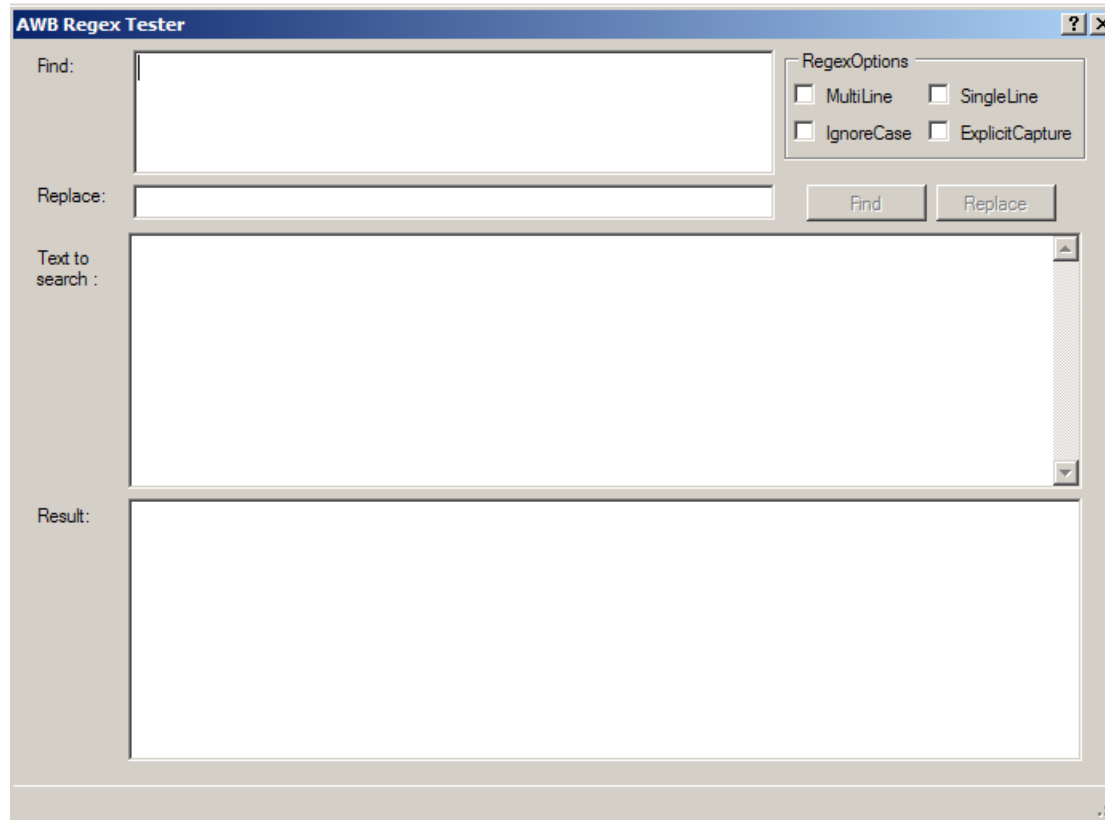 AWB Regex Tester
Find:
RegexOptions
MultiLine SingleLine
IgnoreCase ExplicitCapture
Replace:
Find Replace
Text to
search :
Result: